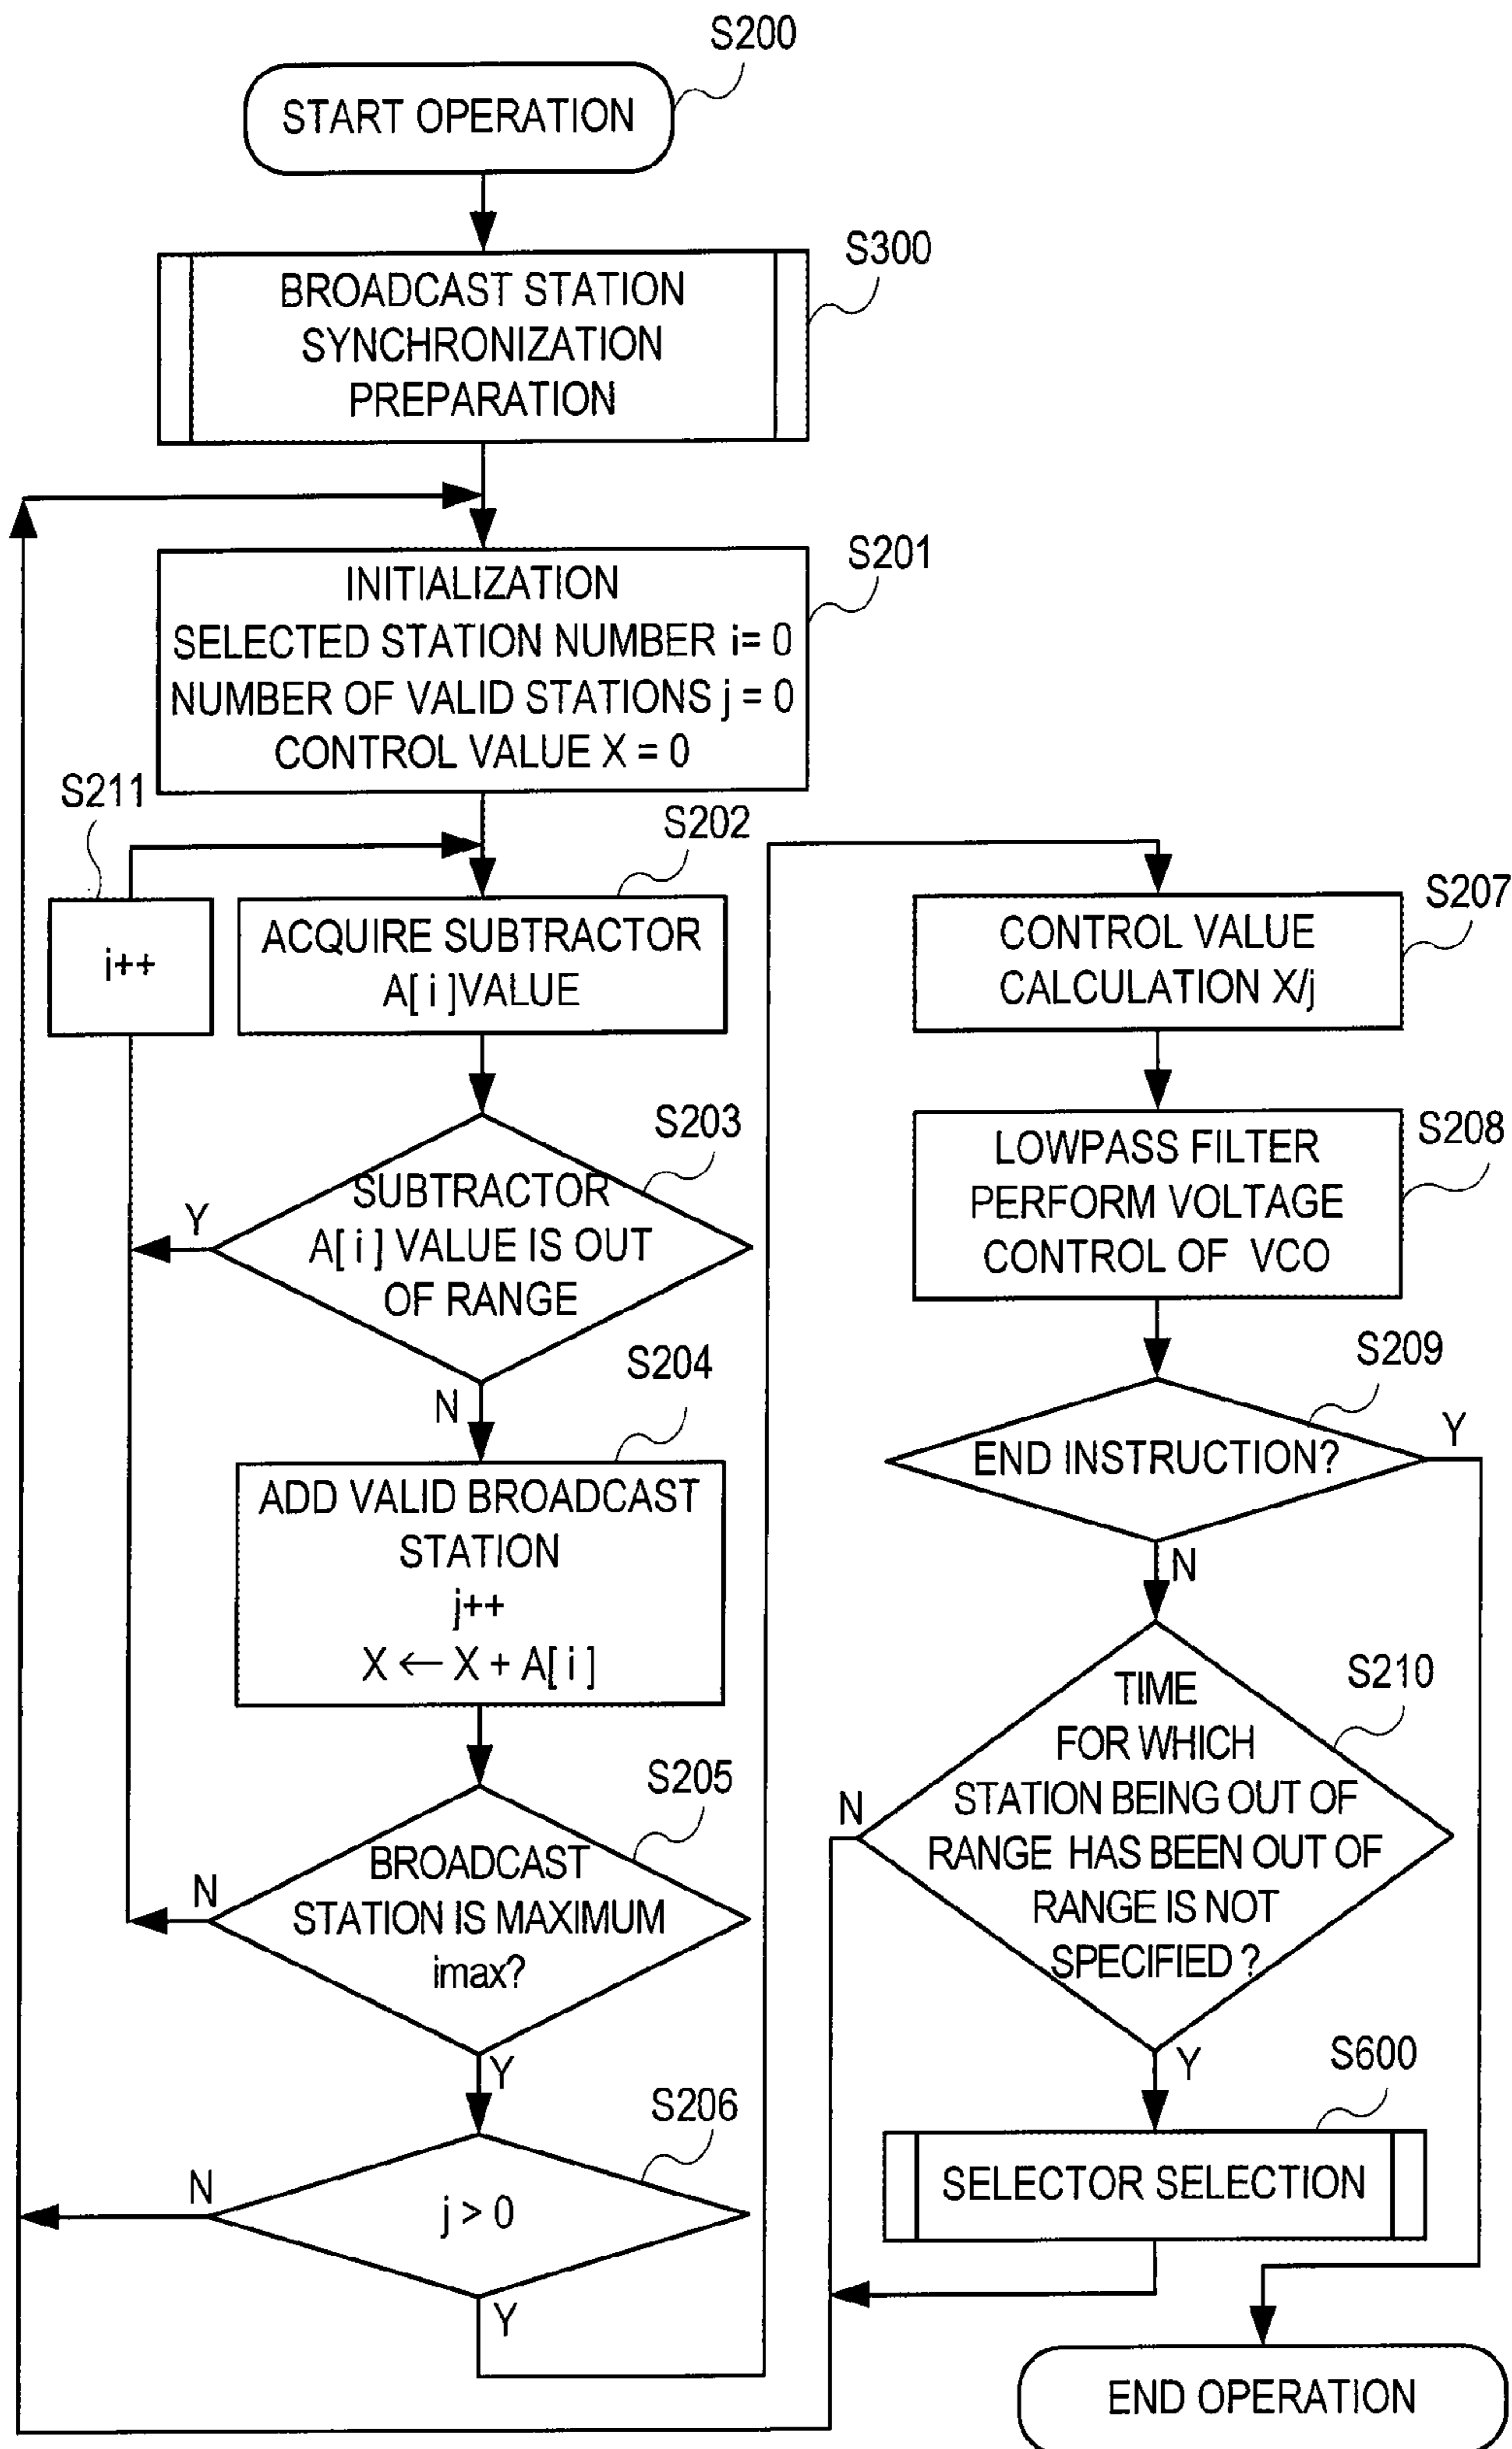 S200
START OPERATION
S300
BROADCAST STATION
SYNCHRONIZATION
PREPARATION
S201
INITIALIZATION
SELECTED STATION NUMBER i= 0
NUMBER OF VALID STATIONS j = 0
CONTROL VALUE X = 0
S211
i++
S202
ACQUIRE SUBTRACTOR
A[ i ]VALUE
S203
SUBTRACTOR
A[ i ] VALUE IS OUT
OF RANGE
Y
N
S204
ADD VALID BROADCAST
STATION
j++
X ← X + A[ i ]
S205
BROADCAST
STATION IS MAXIMUM
imax?
N
Y
S206
j > 0
N
Y
S207
CONTROL VALUE
CALCULATION X/j
S208
LOWPASS FILTER
PERFORM VOLTAGE
CONTROL OF VCO
S209
END INSTRUCTION?
Y
N
S210
TIME
FOR WHICH
STATION BEING OUT OF
RANGE HAS BEEN OUT OF
RANGE IS NOT
SPECIFIED ?
N
Y
S600
SELECTOR SELECTION
END OPERATION